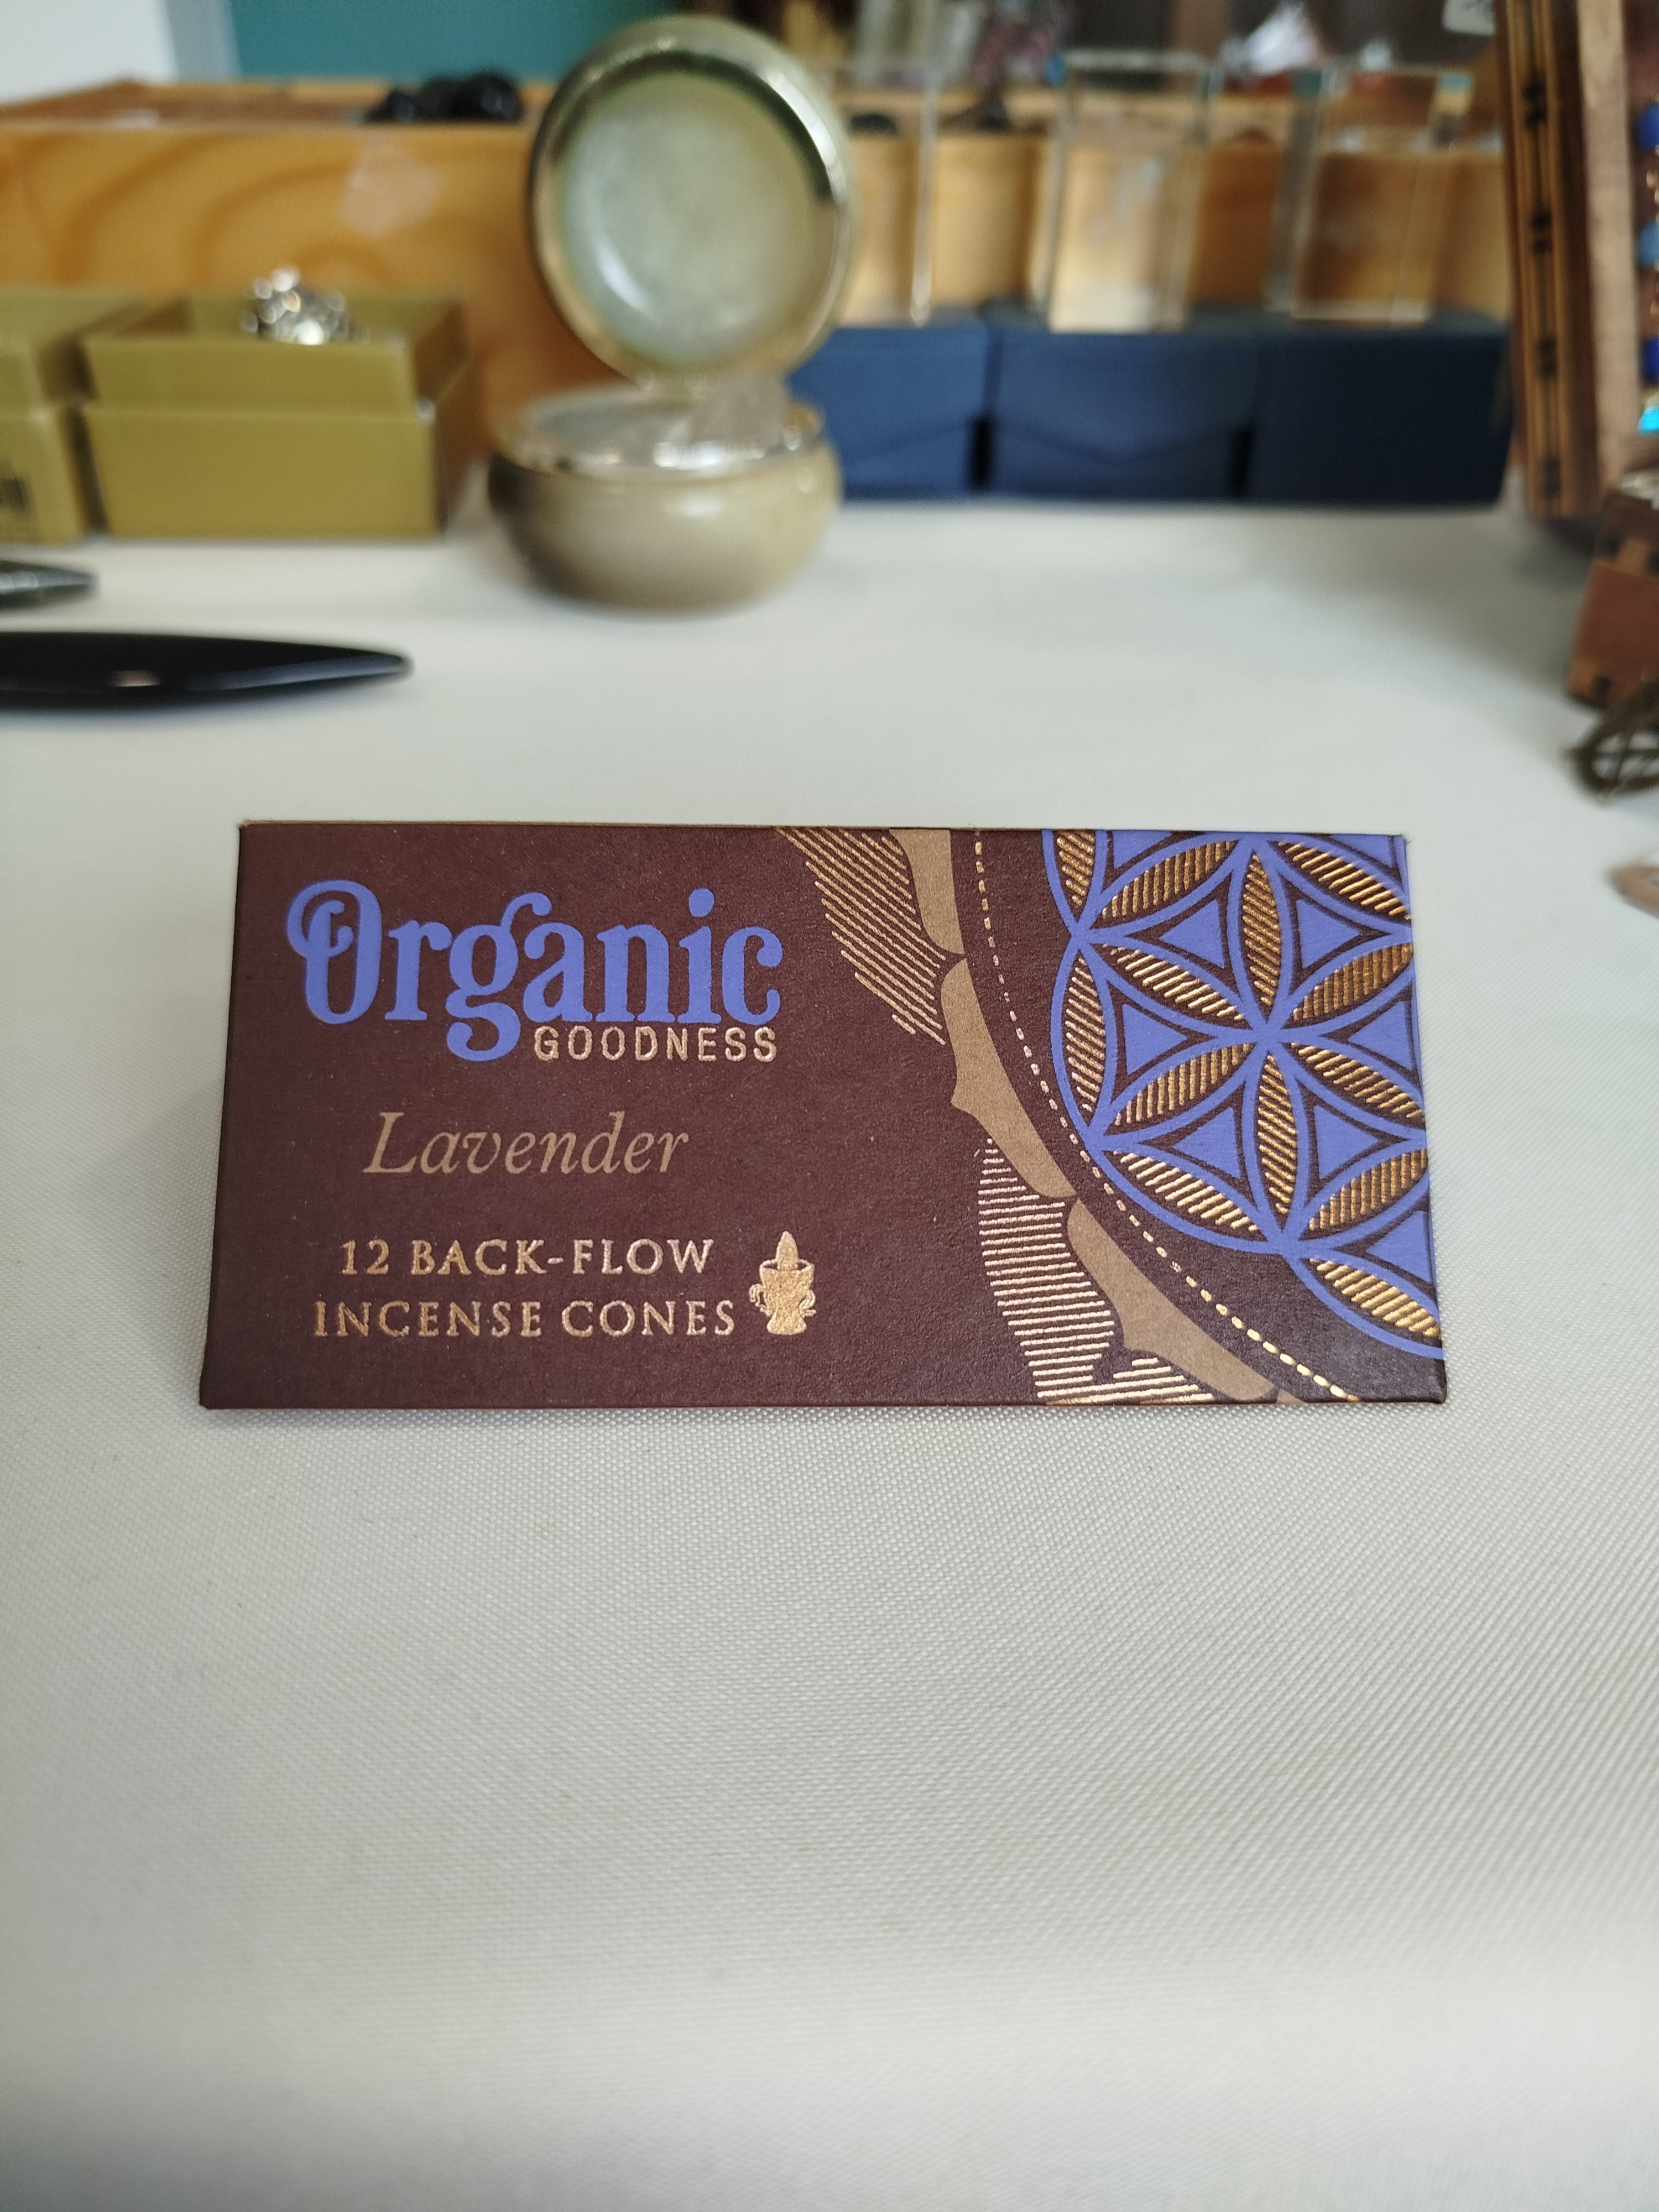 Organic
GOODNESS
Lavender
12 BACK-FLOW
INCENSE CONES